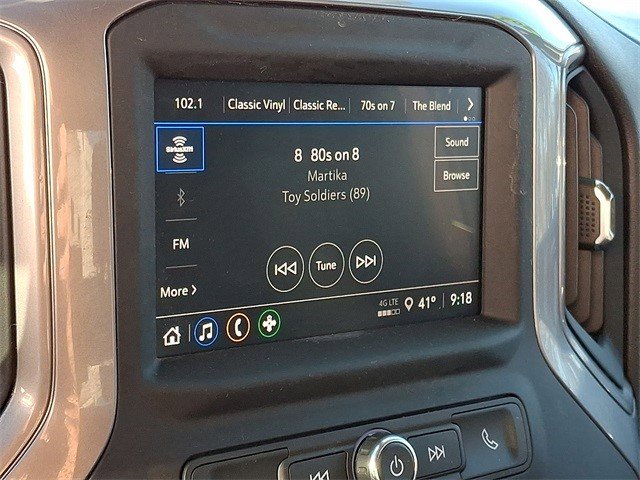 102.1 Classic Vinyl Classic Re... 70s on 7 The Blend
SiriusXM
8 80s on 8
Martika
Toy Soldiers (89)
Sound
Browse
FM
Tune
More
4G LTE 41° 9:18